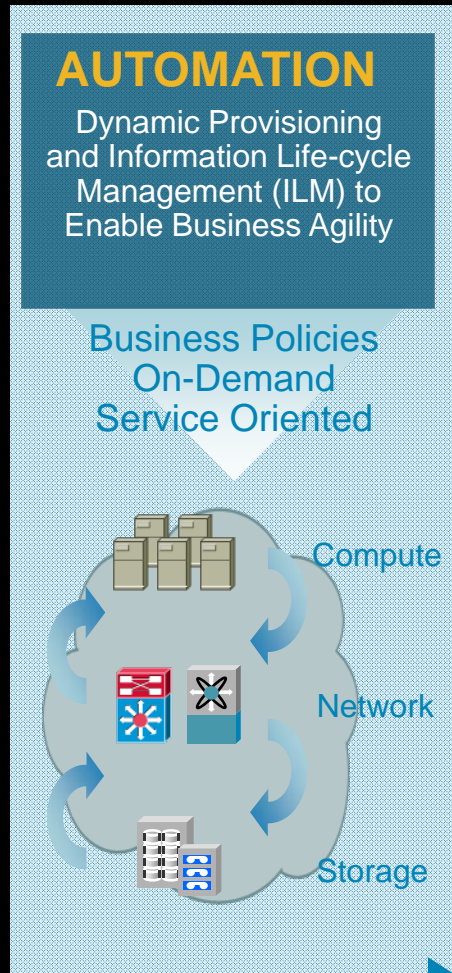 AUTOMATION
Dynamic Provisioning
and Information Life-cycle
Management (ILM) to
Enable Business Agility
Business Policies
On-Demand
Service Oriented
Compute
Network
Storage